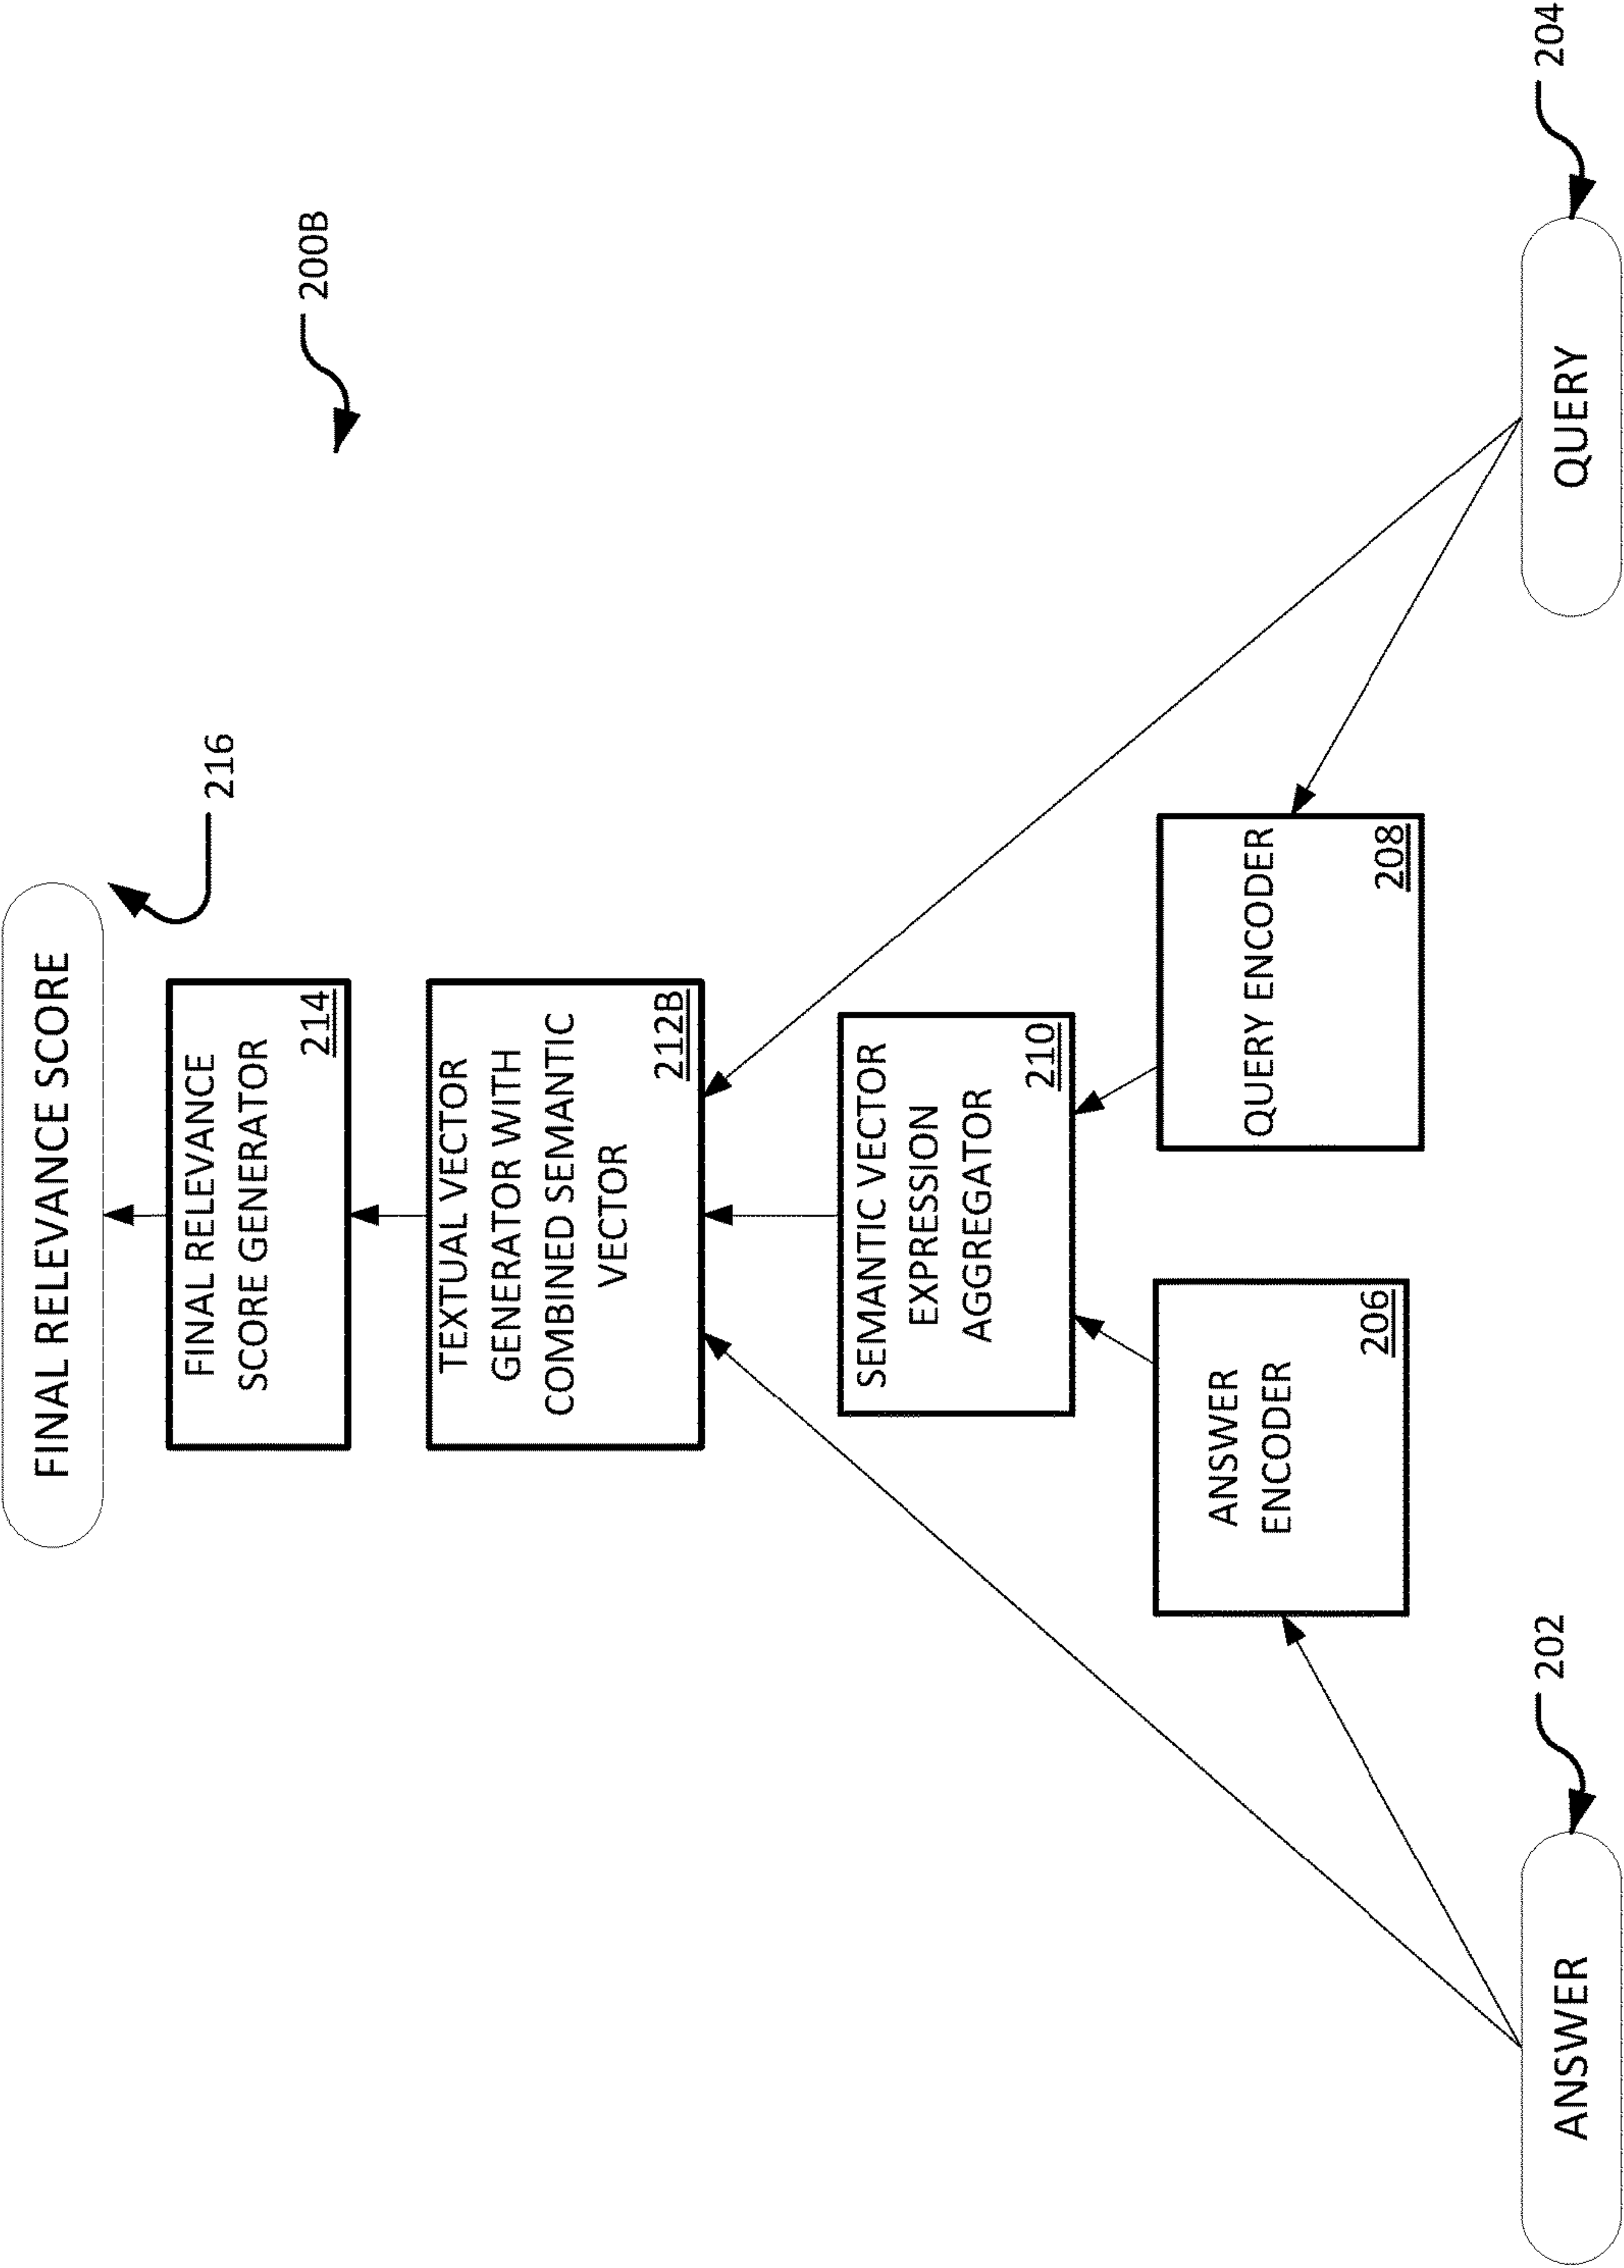 FINAL RELEVANCE SCORE
216
FINAL RELEVANCE
SCORE GENERATOR
214
200B
TEXTUAL VECTOR
GENERATOR WITH
COMBINED SEMANTIC
VECTOR
212B
SEMANTIC VECTOR
EXPRESSION
AGGREGATOR
210
ANSWER
ENCODER
206
QUERY ENCODER
208
ANSWER
202
QUERY
204